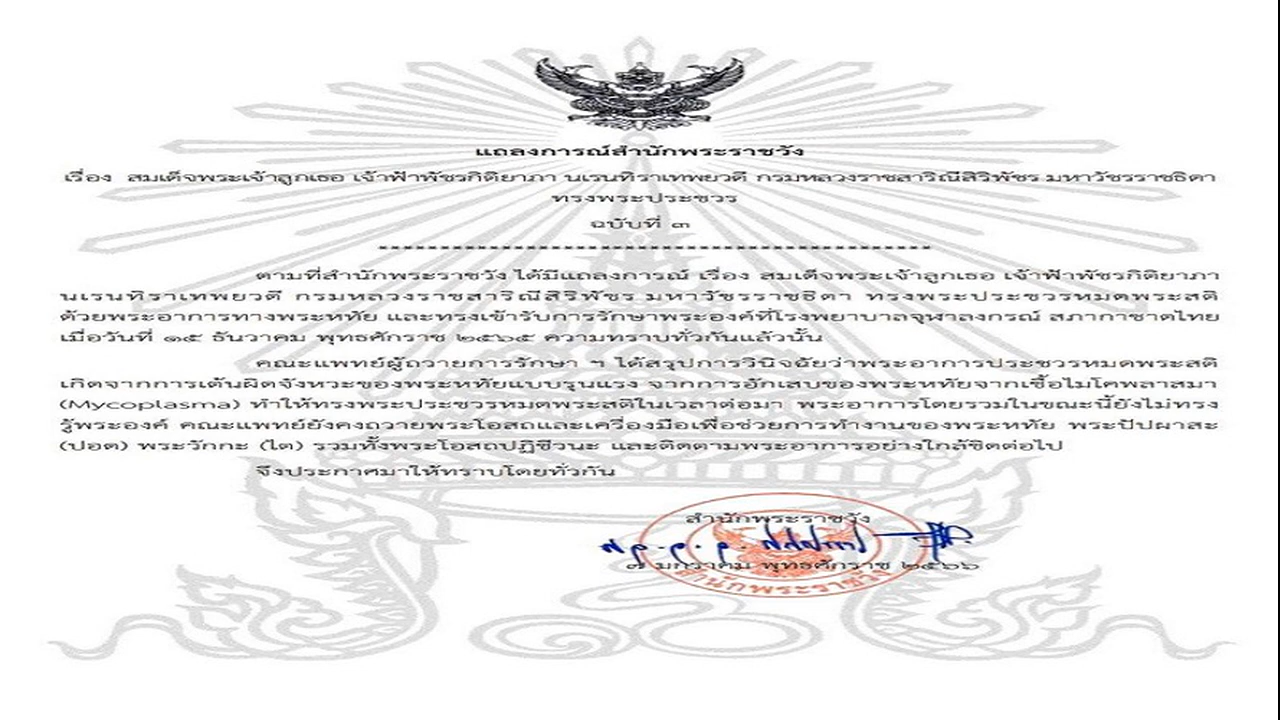 แถลงการณ์สำนักพระราชวัง
เรื่อง สมเด็จพระเจ้าลูกเธอ เจ้าฟ้าพัชรกิติยาภา นเรนทิราเทพยวดี กรมหลวงราชสาริณีสิริพัชร มหาวัชรราชธิดา
ทรงพระประชวร
ฉบับที่ ๓
ตามที่สำนักพระราชวัง ได้มีแถลงการณ์ เรื่อง สมเด็จพระเจ้าลูกเธอ เจ้าฟ้าพัชรกิติยาภา
นเรนทิราเทพยวดี กรมหลวงราชสาริณีสิริพัชร มหาวัชรราชธิดา ทรงพระประชวรหมดพระสติ
ด้วยพระอาการทางพระหทัย และทรงเข้ารับการรักษาพระองค์ที่โรงพยาบาลจุฬาลงกรณ์ สภากาชาดไทย
เมื่อวันที่ ๑๕ ธันวาคม พุทธศักราช ๒๕๖๕ ความทราบทั่วกันแล้วนั้น
คณะแพทย์ผู้ถวายการรักษา ฯ ได้สรุปการวินิจฉัยว่าพระอาการประชวรหมดพระสติ
เกิดจากการเต้นผิดจังหวะของพระหทัยแบบรุนแรง จากการอักเสบของพระหทัยจากเชื้อไมโคพลาสมา
(Mycoplasma) ทำให้ทรงพระประชวรหมดพระสติในเวลาต่อมา พระอาการโดยรวมในขณะนี้ยังไม่ทรง
รู้พระองค์ คณะแพทย์ยังคงถวายพระโอสถและเครื่องมือเพื่อช่วยการทำงานของพระหทัย พระปัปผาสะ
(ปอด) พระวักกะ (ไต) รวมทั้งพระโอสถปฏิชีวนะ และติดตามพระอาการอย่างใกล้ชิดต่อไป
จึงประกาศมาให้ทราบโดยทั่วกัน
สำนักพระราชวัง
๗ มกราคม พุทธศักราช ๒๕๖๖
สำนักพระราชวัง